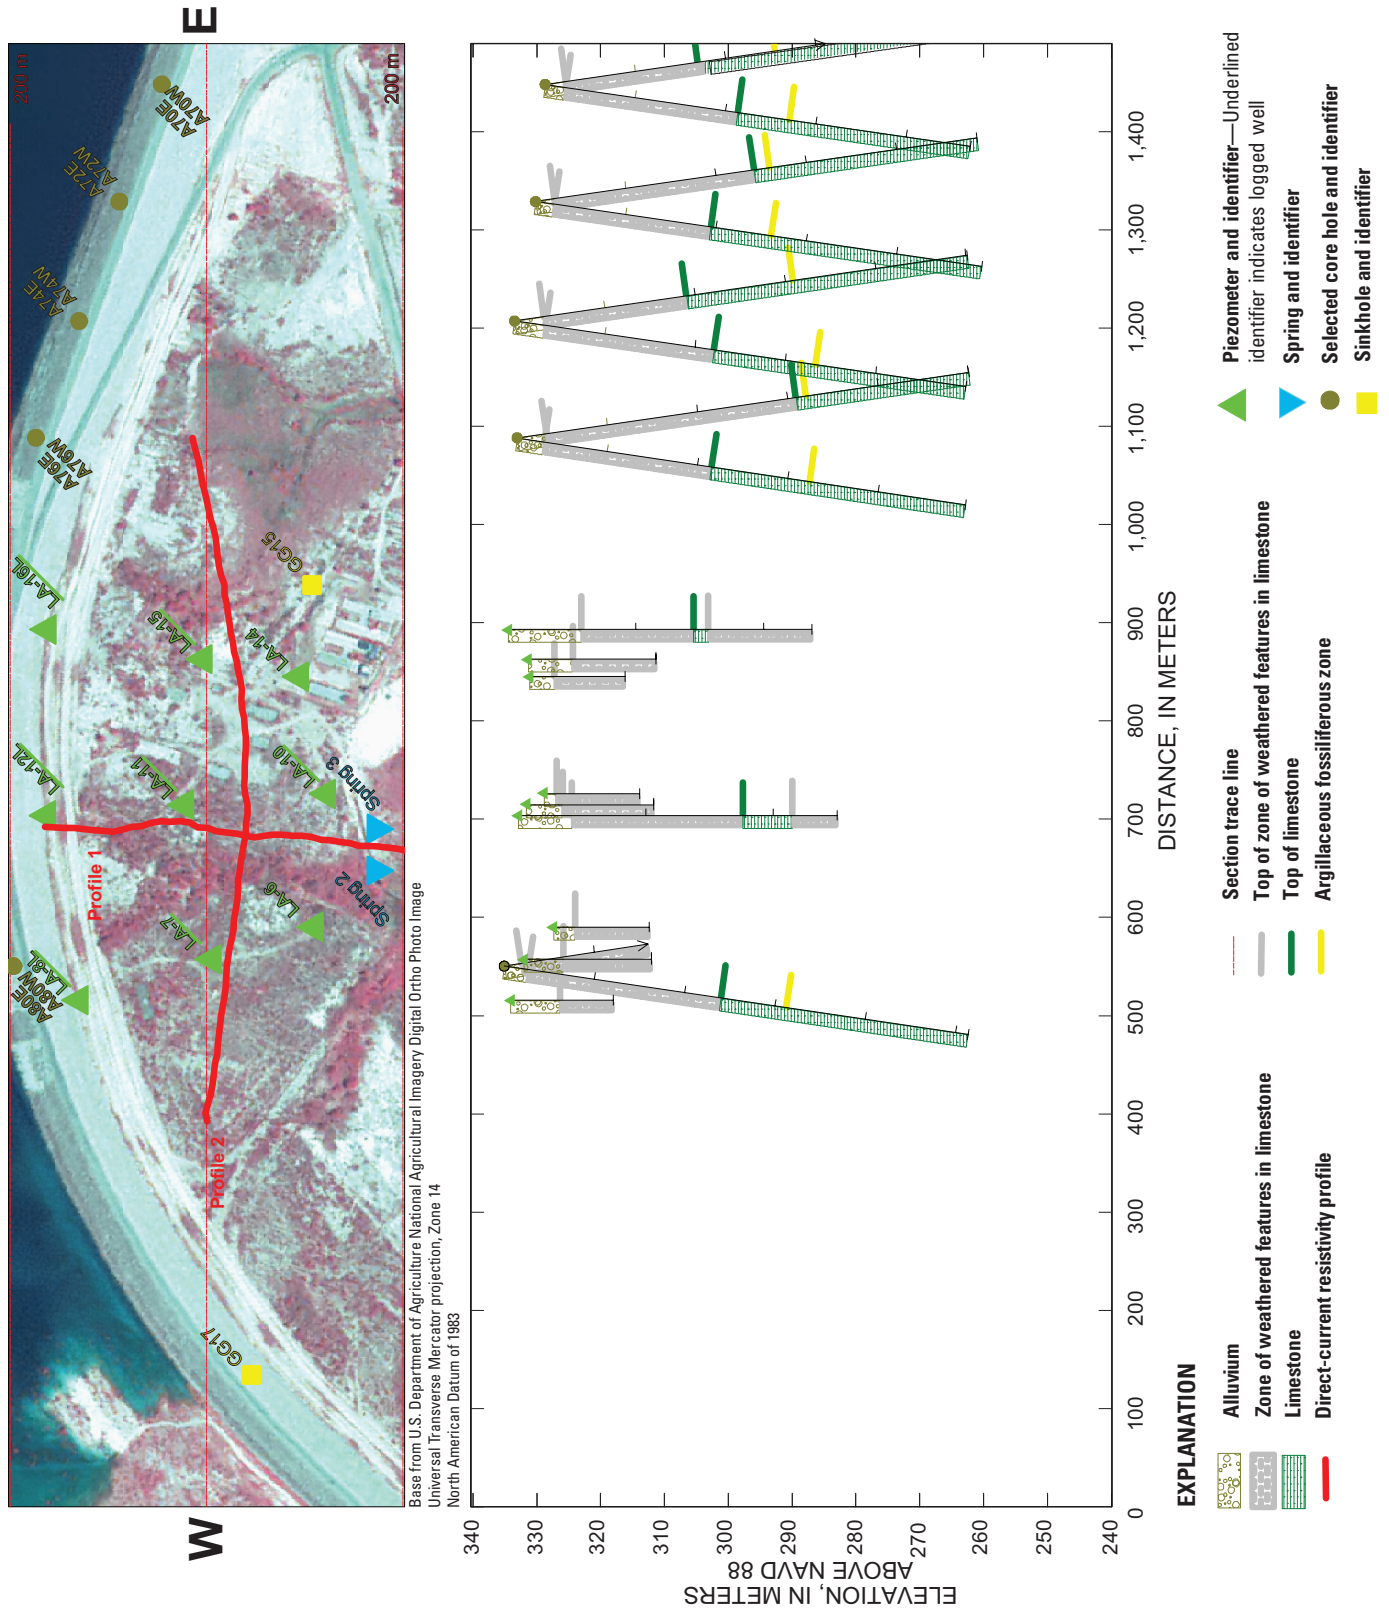 W
E
200 m
200 m
A80E
A80W
LA-8L
LA-12L
LA-16L
A76E
A76W
A74E
A74W
A72E
A72W
A70E
A70W
Profile 1
LA-7
LA-11
LA-15
GG17
Profile 2
LA-6
LA-10
LA-14
GG15
Spring 2
Spring 3
Base from U.S. Department of Agriculture National Agricultural Imagery Digital Ortho Photo Image
Universal Transverse Mercator projection, Zone 14
North American Datum of 1983
ELEVATION, IN METERS
ABOVE NAVD 88
340
330
320
310
300
290
280
270
260
250
240
0
100
200
300
400
500
600
700
800
900
1,000
1,100
1,200
1,300
1,400
DISTANCE, IN METERS
EXPLANATION
Alluvium
Zone of weathered features in limestone
Limestone
Direct-current resistivity profile
Section trace line
Top of zone of weathered features in limestone
Top of limestone
Argillaceous fossiliferous zone
Piezometer and identifier—Underlined
identifier indicates logged well
Spring and identifier
Selected core hole and identifier
Sinkhole and identifier